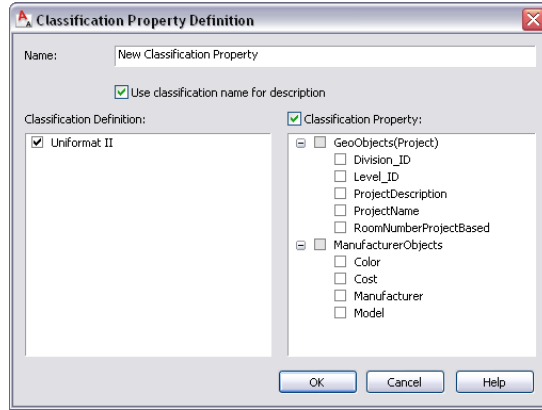 Classification Property Definition
Name:
New Classification Property
Use classification name for description
Classification Definition:
Classification Property:
Uniformat II
GeoObjects(Project)
Division_ID
Level_ID
ProjectDescription
ProjectName
RoomNumberProjectBased
ManufacturerObjects
Color
Cost
Manufacturer
Model
OK
Cancel
Help